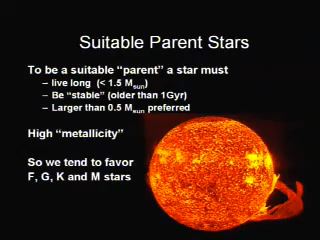 Suitable Parent Stars
To be a suitable “parent” a star must
– live long (< 1.5 Msun)
– Be “stable” (older than 1Gyr)
– Larger than 0.5 Msun preferred
High “metallicity”
So we tend to favor
F, G, K and M stars